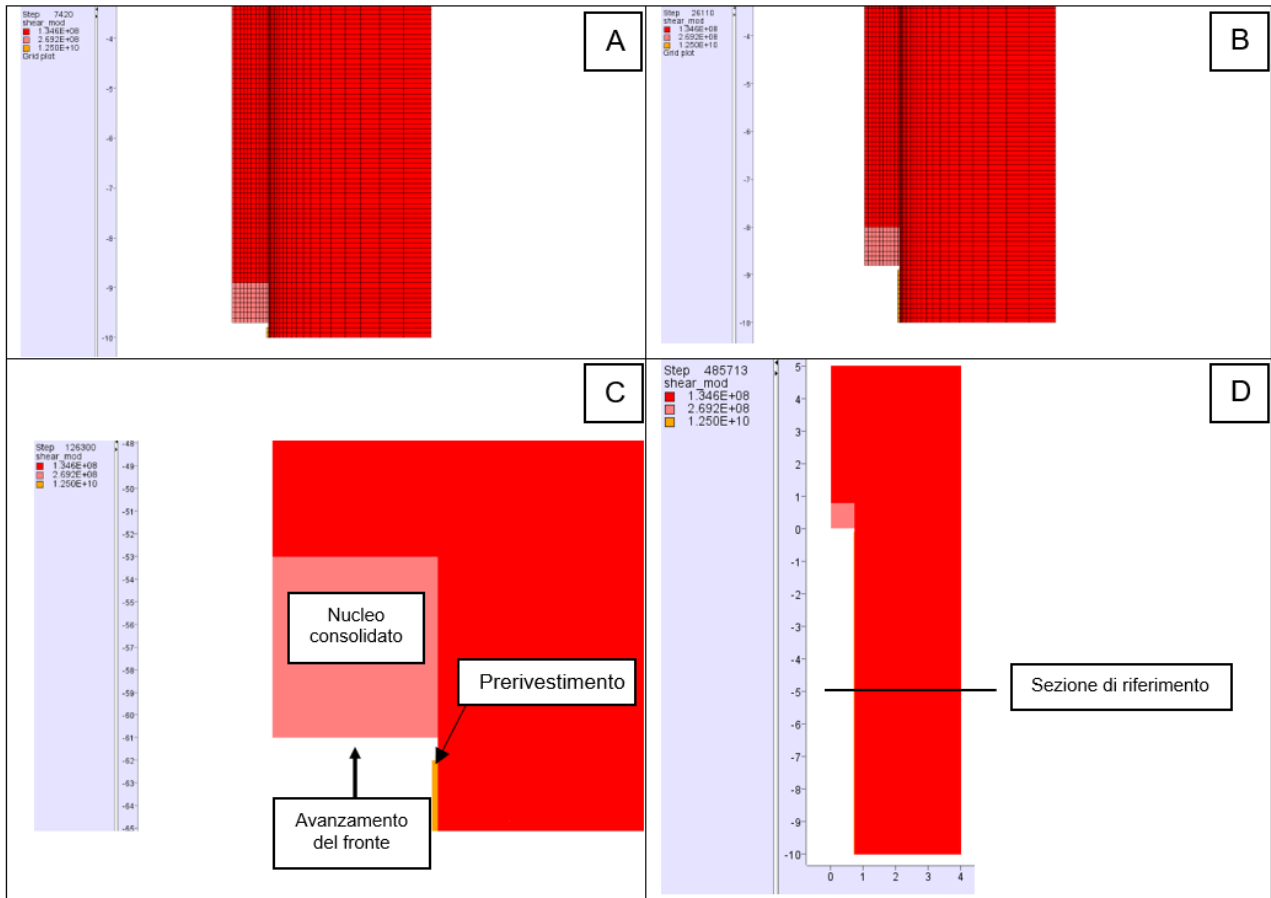 Step 7420
shear_mod
1.346E+08
2.692E+08
1.250E+10
Grid plot
-4
-5
-6
-7
-8
-9
-10
A
Step 26110
shear_mod
1.346E+08
2.692E+08
1.250E+10
Grid plot
-4
-5
-6
-7
-8
-9
-10
B
Step 126300
shear_mod
1.346E+08
2.692E+08
1.250E+10
-48
-49
-50
-51
-52
-53
-54
-55
-56
-57
-58
-59
-60
-61
-62
-63
-64
-65
C
Nucleo
consolidato
Prerivestimento
Avanzamento
del fronte
Step 485713
shear_mod
1.346E+08
2.692E+08
1.250E+10
5
4
3
2
1
0
-1
-2
-3
-4
-5
-6
-7
-8
-9
-10
0 1 2 3 4
D
Sezione di riferimento